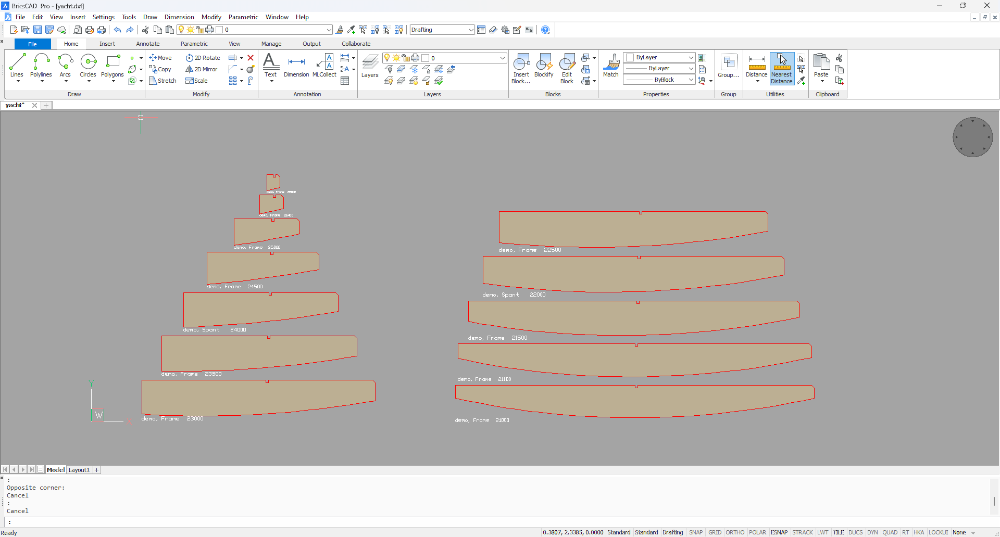 BricsCAD Pro - [yacht.dxf]
File Edit View Insert Settings Tools Draw Dimension Modify Parametric Window Help
0 Drafting
File Home Insert Annotate Parametric View Manage Output Collaborate
Lines Polylines Arcs Circles Polygons
Move 2D Rotate
Copy 2D Mirror
Stretch Scale
Text Dimension MLCollect
Layers
0
Insert Block...
Blockify
Edit Block
Match
ByLayer
ByLayer
ByBlock
Group...
Distance
Nearest Distance
Paste
Draw Modify Annotation Layers Blocks Properties Group Utilities Clipboard
yacht*
demo, Frame 26400
demo, Frame 25000
demo, Frame 24500
demo, Spant 24000
demo, Frame 23500
demo, Frame 23000
demo, Frame 22500
demo, Spant 22000
demo, Frame 21500
demo, Frame 21100
demo, Frame 21000
Y
W
X
Model Layout1
:
Opposite corner:
Cancel
:
Cancel
:
Ready
0.3807, 2.3385, 0.0000 Standard Standard Drafting SNAP GRID ORTHO POLAR ESNAP STRACK LWT TILE DUCS DYN QUAD RT HKA LOCKUI None